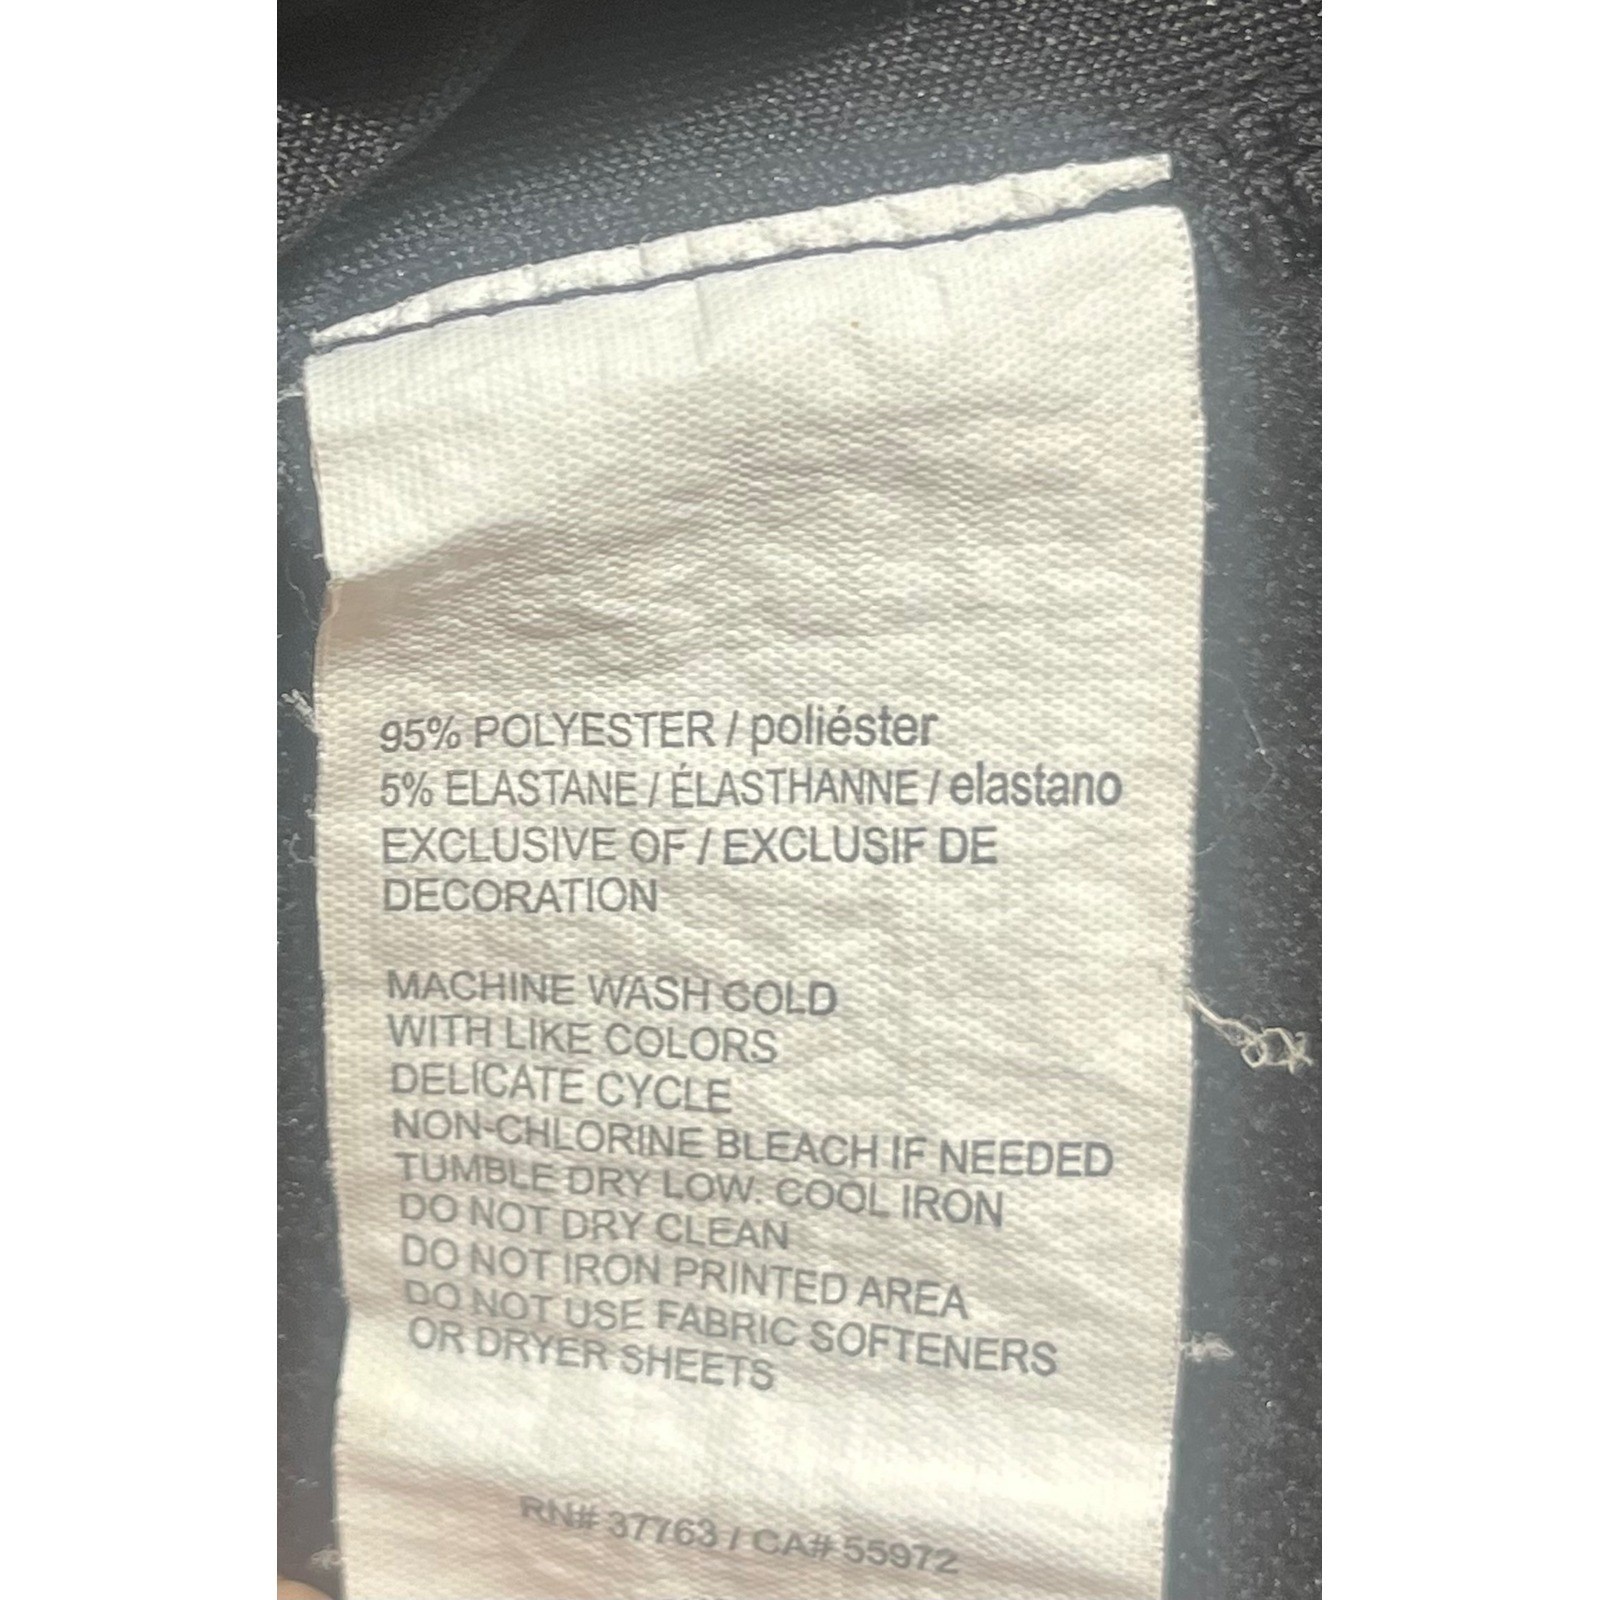 95% POLYESTER / poliéster
5% ELASTANE / ÉLASTHANNE / elastano
EXCLUSIVE OF / EXCLUSIF DE
DECORATION
MACHINE WASH COLD
WITH LIKE COLORS
DELICATE CYCLE
NON-CHLORINE BLEACH IF NEEDED
TUMBLE DRY LOW. COOL IRON
DO NOT DRY CLEAN
DO NOT IRON PRINTED AREA
DO NOT USE FABRIC SOFTENERS
OR DRYER SHEETS
RN# 37763 / CA# 55972